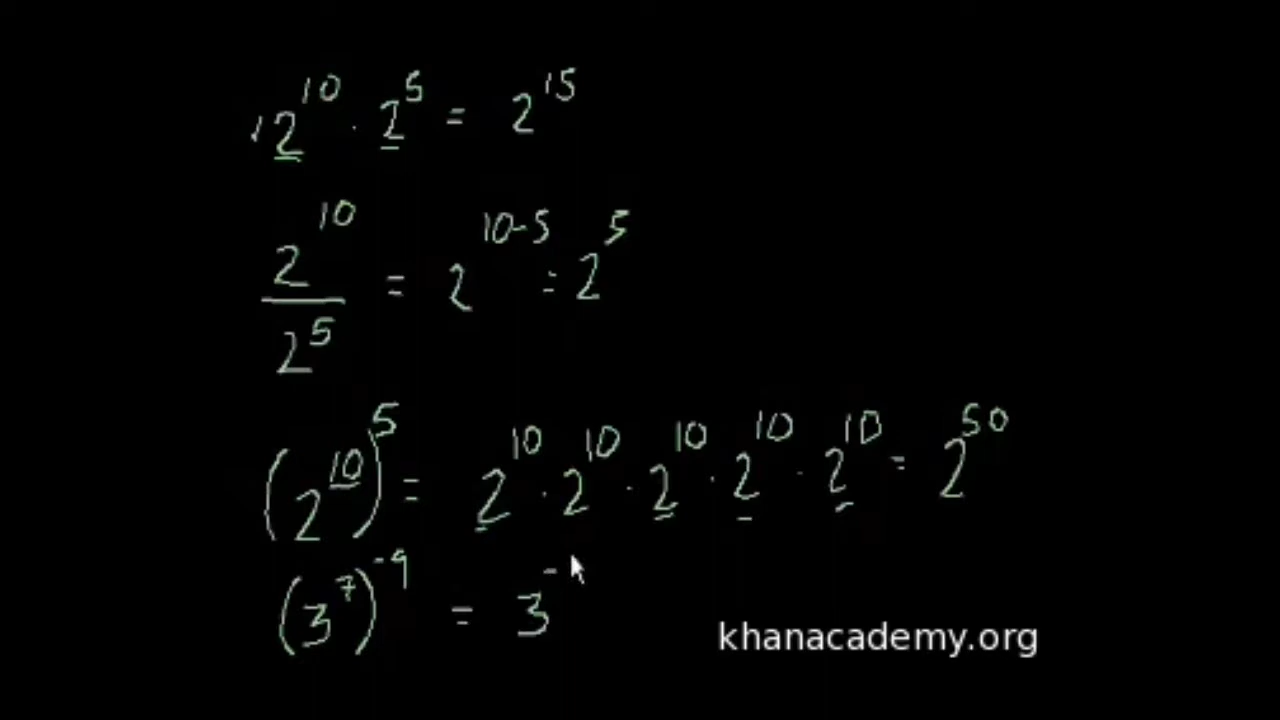 2^10 · 2^5 = 2^15
2^10 / 2^5 = 2^(10-5) = 2^5
(2^10)^5 = 2^10 · 2^10 · 2^10 · 2^10 · 2^10 = 2^50
(3^7)^-9 = 3^-
khanacademy.org